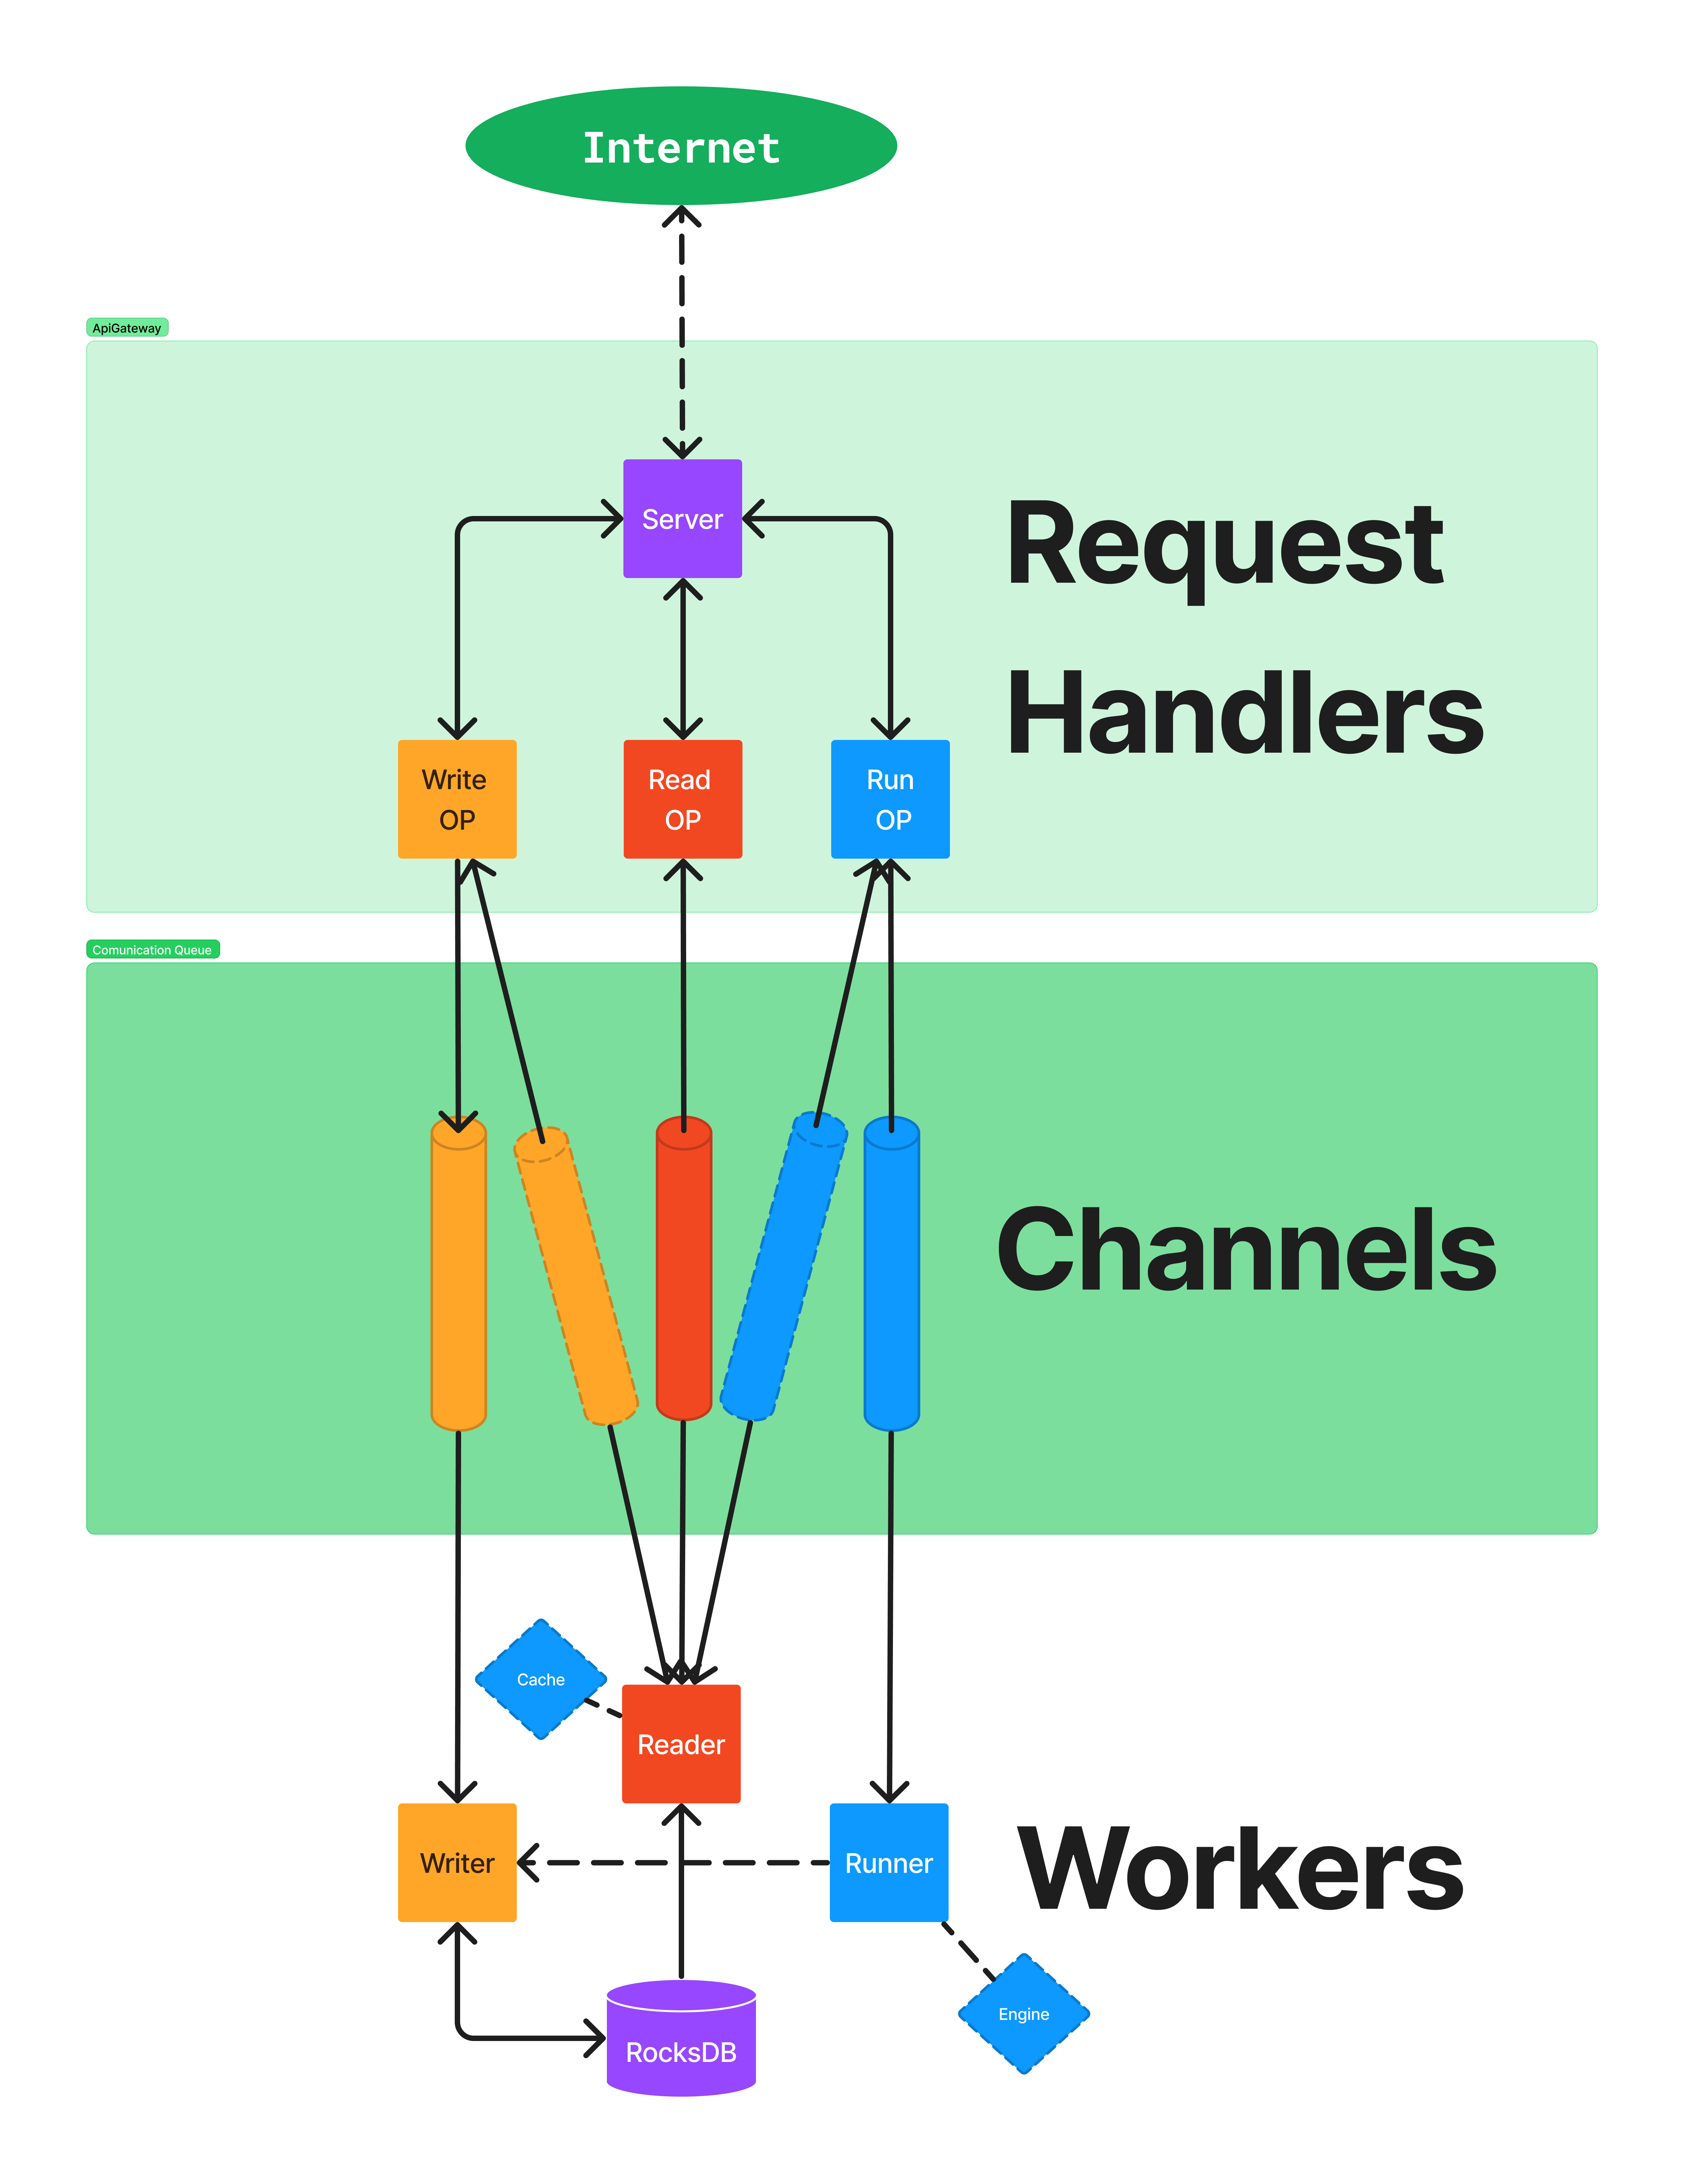 Internet
ApiGateway
Server
Request
Handlers
Write
OP
Read
OP
Run
OP
Comunication Queue
Channels
Cache
Reader
Writer
Runner
Workers
Engine
RocksDB